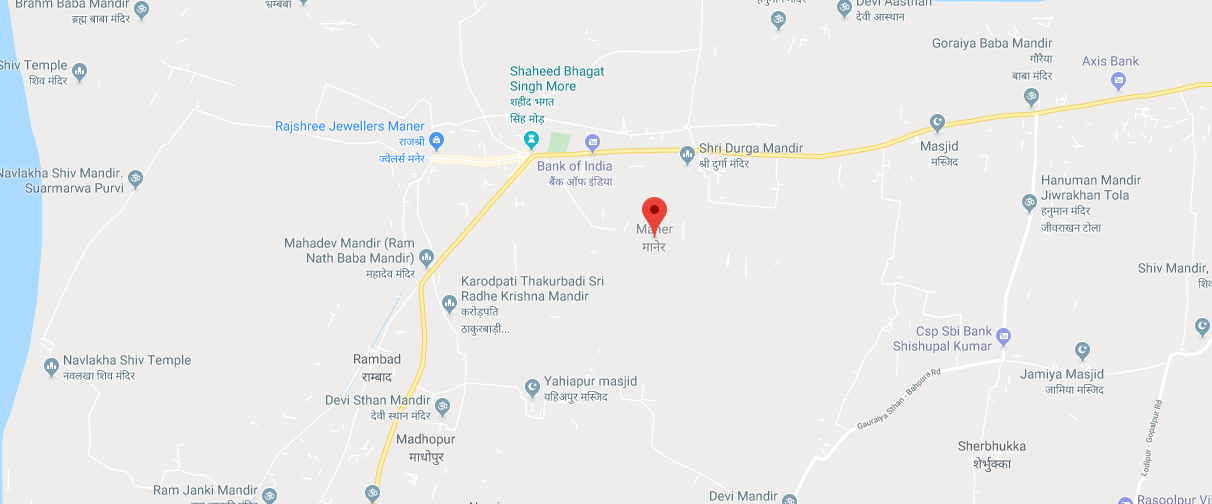 Brahm Baba Mandir
ब्रह्म बाबा मंदिर
Devi Aasthan
देवी आस्थान
Goraiya Baba Mandir
गौरैया
बाबा मंदिर
Axis Bank
Shiv Temple
शिव मंदिर
Shaheed Bhagat
Singh More
शहीद भगत
सिंह मोड़
Rajshree Jewellers Maner
राजश्री
ज्वेलर्स मनेर
Masjid
मस्जिद
Shri Durga Mandir
श्री दुर्गा मंदिर
Bank of India
बैंक ऑफ इंडिया
Navlakha Shiv Mandir.
Suarmarwa Purvi
Hanuman Mandir
Jiwrakhan Tola
हनुमान मंदिर
जीवराखन टोला
Maner
मानेर
Mahadev Mandir (Ram
Nath Baba Mandir)
महादेव मंदिर
Shiv Mandir,
Karodpati Thakurbadi Sri
Radhe Krishna Mandir
करोड़पति
ठाकुरबाड़ी...
Csp Sbi Bank
Shishupal Kumar
Rambad
राम्बाद
Navlakha Shiv Temple
नवलखा शिव मंदिर
Yahiapur masjid
यहिअपुर मस्जिद
Jamiya Masjid
जामिया मस्जिद
Gauraiya Sthan - Bahpura Rd
Devi Sthan Mandir
देवी स्थान मंदिर
Lodipur - Gopalpur Rd
Madhopur
माधोपुर
Sherbhukka
शेर्भुक्का
Ram Janki Mandir
Devi Mandir
Rasoolpur